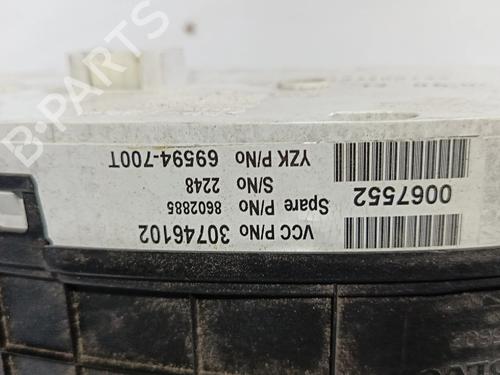 VCC P/No 30746102
Spare P/No 8602885
S/No 2248
YZK P/No 69594-700T
0067552
B-PARTS